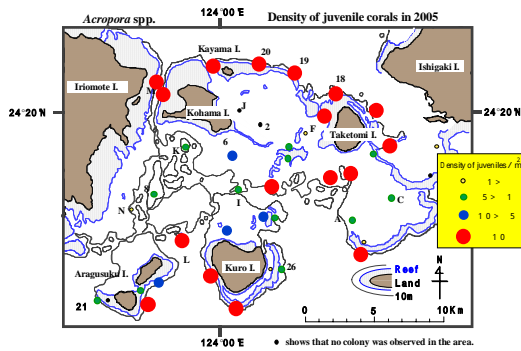 Acropora spp.
124°00'E
Density of juvenile corals in 2005
Kayama I.
20
19
Ishigaki I.
Iriomote I.
M
J
18
24°20'N
24°20'N
Kohama I.
2
F
Taketomi I.
6
K
Density of juveniles / m2
1 >
5 > 1
10 > 5
10
8
I
C
N
A
L
Aragusuku I.
Kuro I.
26
21
Reef
Land
10m
N
0 5 10Km
124°00'E
● shows that no colony was observed in the area.